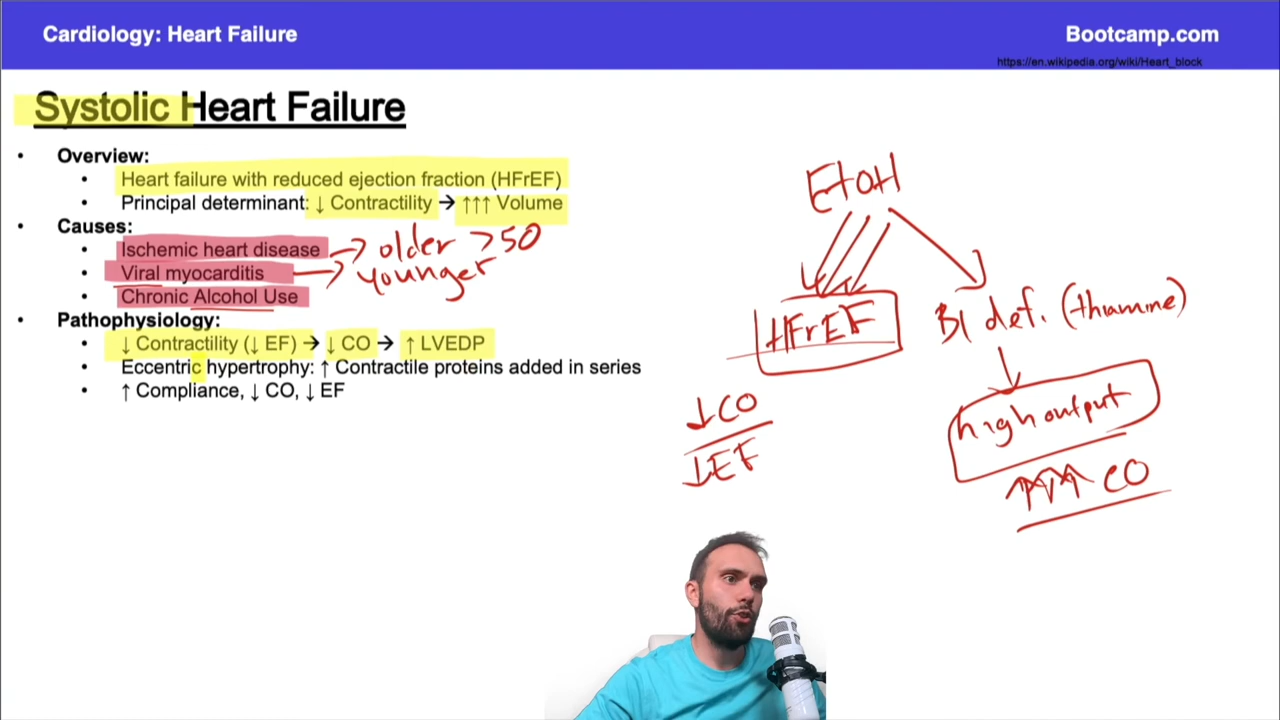 Cardiology: Heart Failure
Bootcamp.com
https://en.wikipedia.org/wiki/Heart_block
Systolic Heart Failure
• Overview:
• Heart failure with reduced ejection fraction (HFrEF)
• Principal determinant: ↓ Contractility → ↑↑↑ Volume
• Causes:
• Ischemic heart disease → older >50
• Viral myocarditis → younger
• Chronic Alcohol Use
• Pathophysiology:
• ↓ Contractility (↓ EF) → ↓ CO → ↑ LVEDP
• Eccentric hypertrophy: ↑ Contractile proteins added in series
• ↑ Compliance, ↓ CO, ↓ EF
EtOH
HFrEF
B1 def. (thiamine)
↓CO
↓EF
high output
↑↑↑ CO